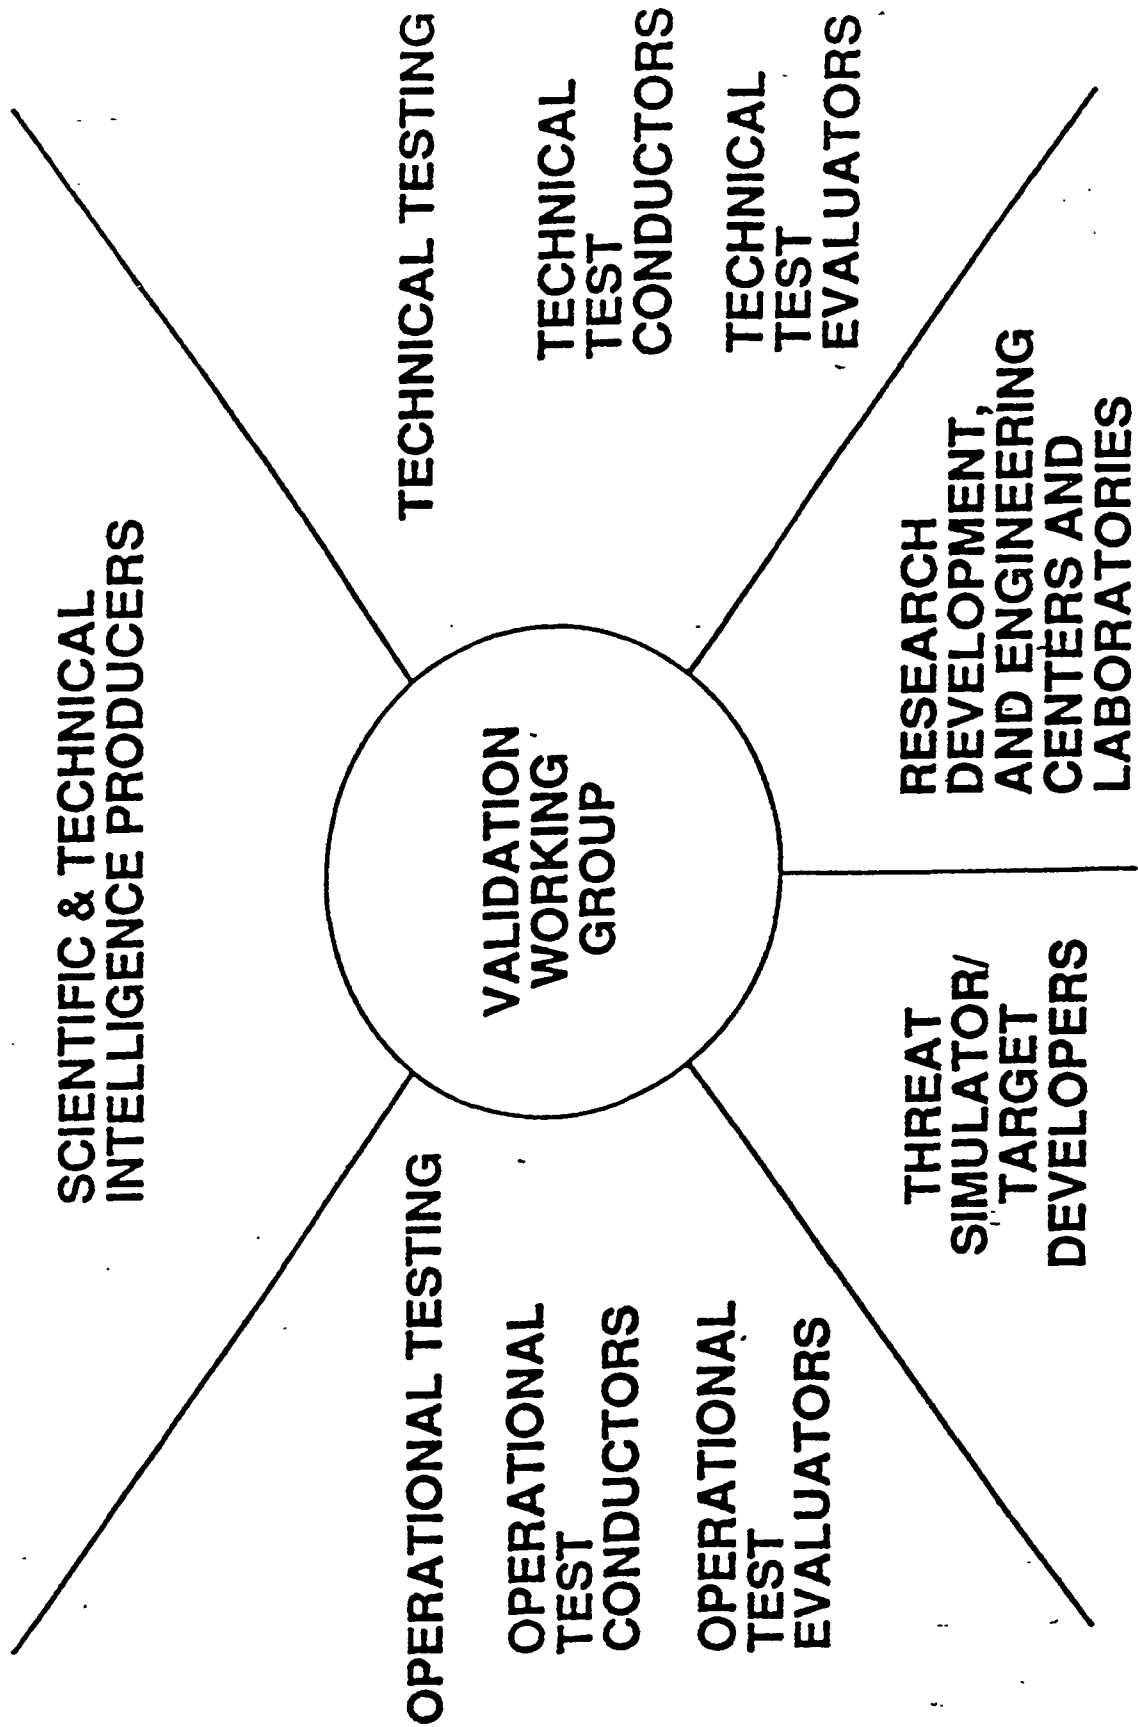 SCIENTIFIC & TECHNICAL
INTELLIGENCE PRODUCERS
OPERATIONAL TESTING
OPERATIONAL
TEST
CONDUCTORS
OPERATIONAL
TEST
EVALUATORS
VALIDATION
WORKING
GROUP
TECHNICAL TESTING
TECHNICAL
TEST
CONDUCTORS
TECHNICAL
TEST
EVALUATORS
THREAT
SIMULATOR/
TARGET
DEVELOPERS
RESEARCH
DEVELOPMENT,
AND ENGINEERING
CENTERS AND
LABORATORIES